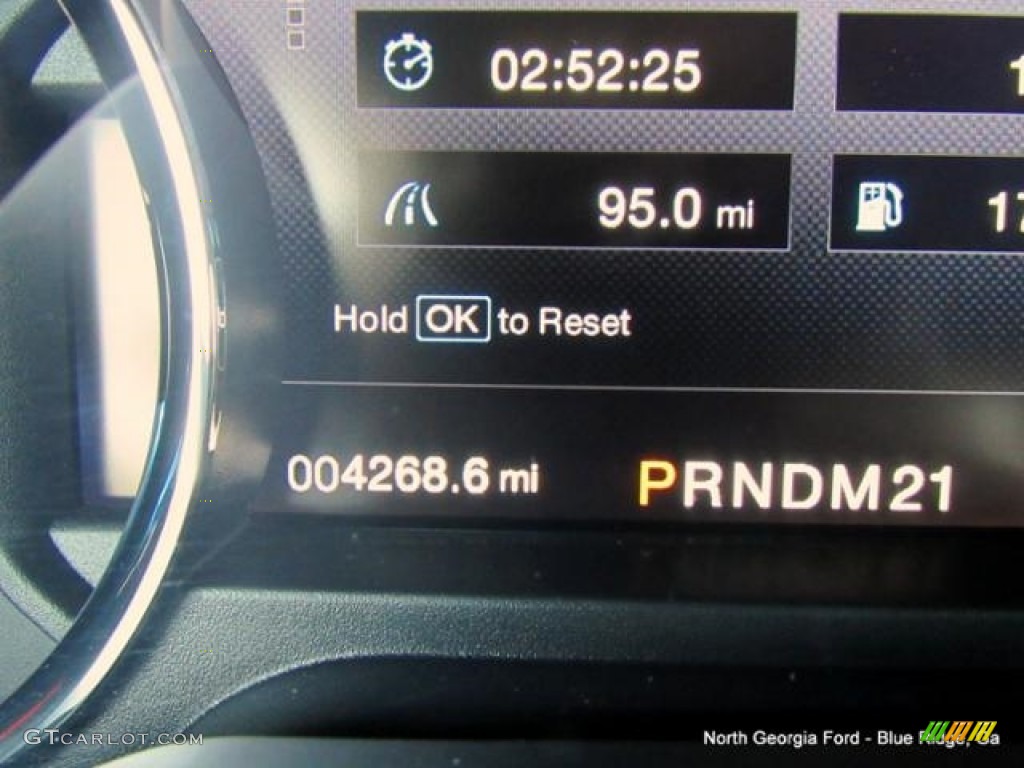 02:52:25
95.0 mi
Hold OK to Reset
004268.6 mi PRNDM21
GTCARLOT.COM
North Georgia Ford - Blue Ridge, Ga